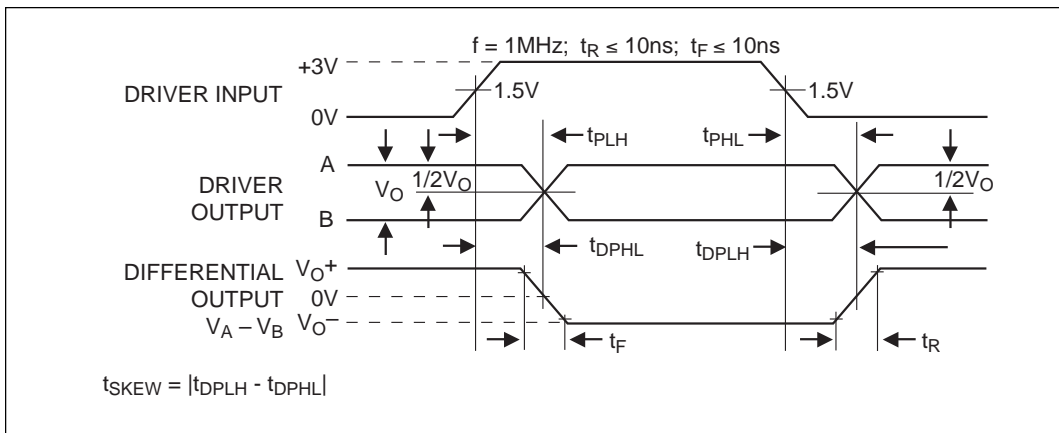 f = 1MHz; tR ≤ 10ns; tF ≤ 10ns
+3V
DRIVER INPUT
1.5V
1.5V
0V
tPLH
tPHL
A
DRIVER
OUTPUT
VO
1/2VO
1/2VO
B
tDPHL
tDPLH
DIFFERENTIAL
OUTPUT
VA – VB
VO+
0V
VO–
tF
tR
tSKEW = |tDPLH - tDPHL|